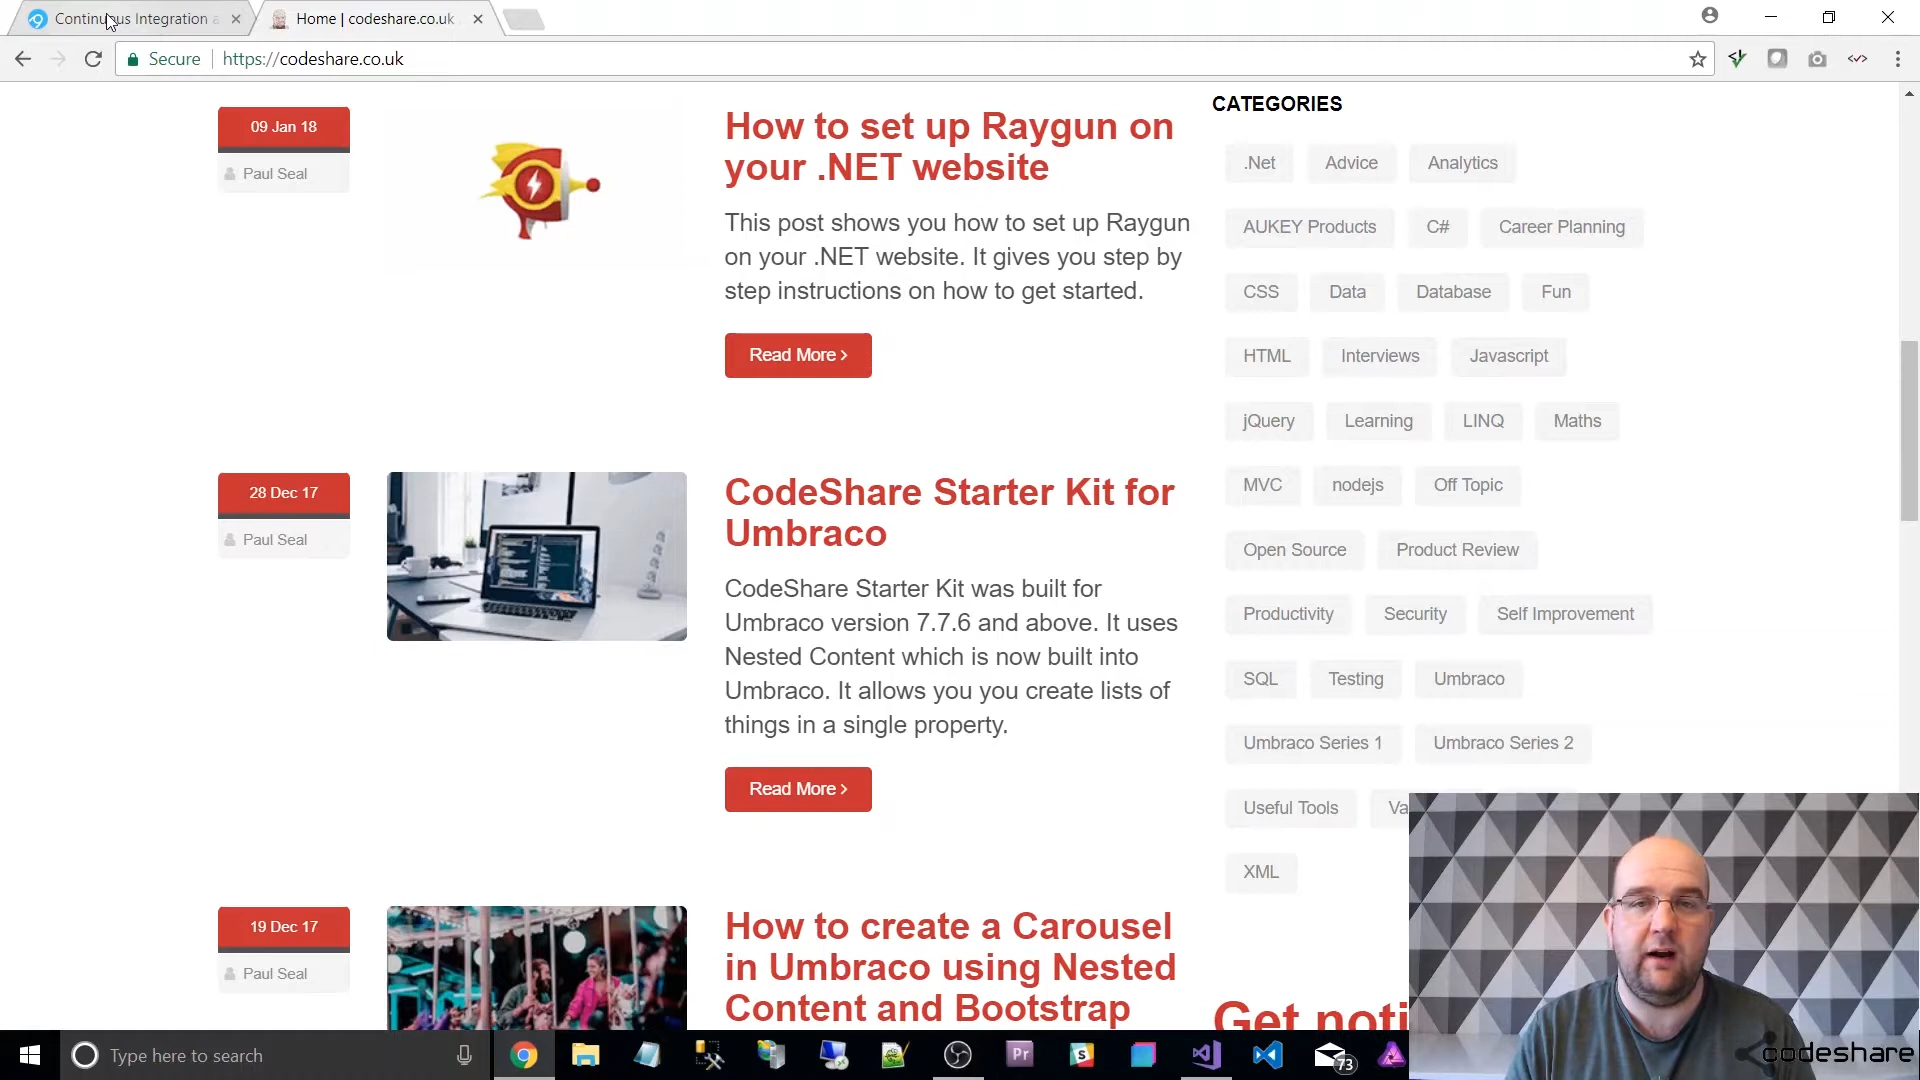 Continuous Integration a
Home | codeshare.co.uk
Secure
https://codeshare.co.uk
09 Jan 18
Paul Seal
How to set up Raygun on
your .NET website
This post shows you how to set up Raygun
on your .NET website. It gives you step by
step instructions on how to get started.
Read More
28 Dec 17
Paul Seal
CodeShare Starter Kit for
Umbraco
CodeShare Starter Kit was built for
Umbraco version 7.7.6 and above. It uses
Nested Content which is now built into
Umbraco. It allows you you create lists of
things in a single property.
Read More
19 Dec 17
Paul Seal
How to create a Carousel
in Umbraco using Nested
Content and Bootstrap
CATEGORIES
.Net Advice Analytics
AUKEY Products C# Career Planning
CSS Data Database Fun
HTML Interviews Javascript
jQuery Learning LINQ Maths
MVC nodejs Off Topic
Open Source Product Review
Productivity Security Self Improvement
SQL Testing Umbraco
Umbraco Series 1 Umbraco Series 2
Useful Tools Va
XML
Get noti
codeshare
Type here to search
Pr
73